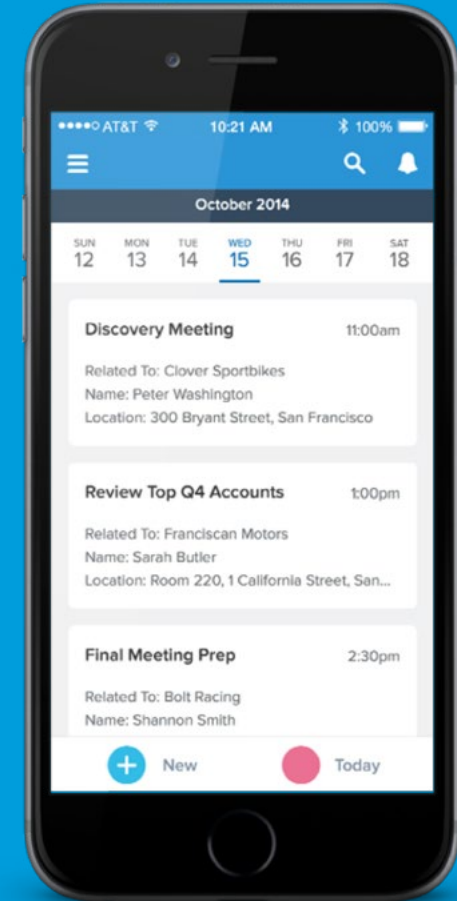 AT&T 10:21 AM 100%
October 2014
SUN MON TUE WED THU FRI SAT
12 13 14 15 16 17 18
Discovery Meeting 11:00am
Related To: Clover Sportbikes
Name: Peter Washington
Location: 300 Bryant Street, San Francisco
Review Top Q4 Accounts 1:00pm
Related To: Franciscan Motors
Name: Sarah Butler
Location: Room 220, 1 California Street, San...
Final Meeting Prep 2:30pm
Related To: Bolt Racing
Name: Shannon Smith
New Today